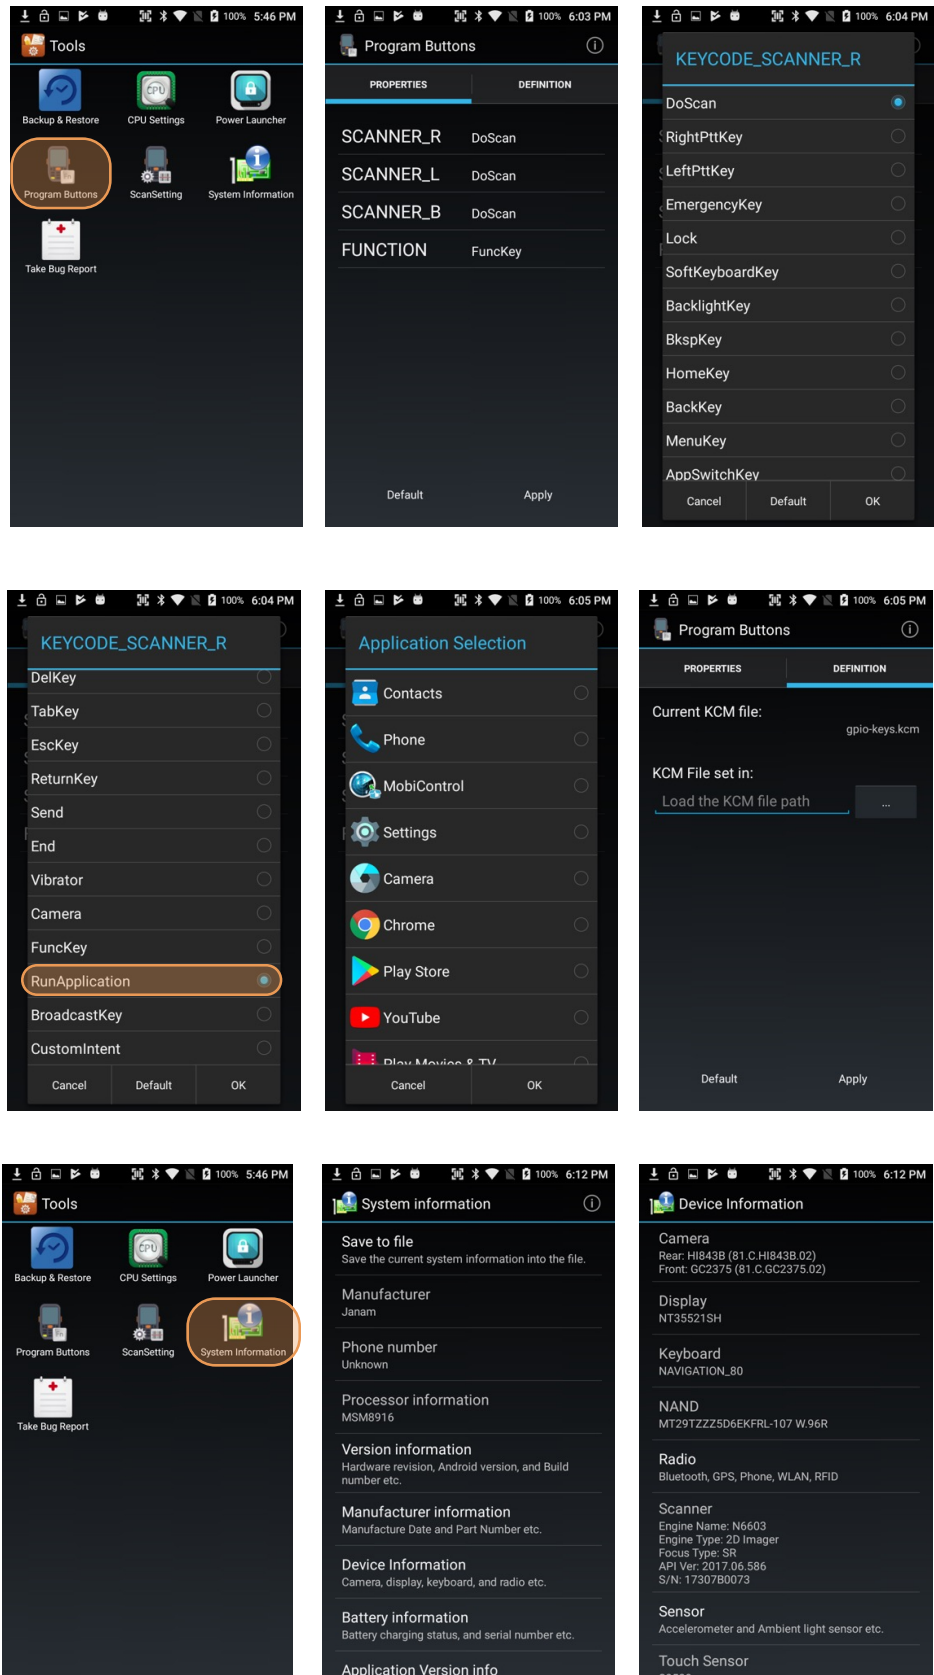 100% 5:46 PM
Tools
Backup & Restore
CPU
CPU Settings
Power Launcher
Program Buttons
ScanSetting
System Information
Take Bug Report
100% 6:03 PM
Program Buttons
PROPERTIES DEFINITION
SCANNER_R DoScan
SCANNER_L DoScan
SCANNER_B DoScan
FUNCTION FuncKey
Default Apply
100% 6:04 PM
KEYCODE_SCANNER_R
DoScan
RightPttKey
LeftPttKey
EmergencyKey
Lock
SoftKeyboardKey
BacklightKey
BkspKey
HomeKey
BackKey
MenuKey
AppSwitchKey
Cancel Default OK
100% 6:04 PM
KEYCODE_SCANNER_R
DelKey
TabKey
EscKey
ReturnKey
Send
End
Vibrator
Camera
FuncKey
RunApplication
BroadcastKey
CustomIntent
Cancel Default OK
100% 6:05 PM
Application Selection
Contacts
Phone
MobiControl
Settings
Camera
Chrome
Play Store
YouTube
Play Movies & TV
Cancel OK
100% 6:05 PM
Program Buttons
PROPERTIES DEFINITION
Current KCM file:
gpio-keys.kcm
KCM File set in:
Load the KCM file path ...
Default Apply
100% 5:46 PM
Tools
Backup & Restore
CPU
CPU Settings
Power Launcher
Program Buttons
ScanSetting
System Information
Take Bug Report
100% 6:12 PM
System information
Save to file
Save the current system information into the file.
Manufacturer
Janam
Phone number
Unknown
Processor information
MSM8916
Version information
Hardware revision, Android version, and Build
number etc.
Manufacturer information
Manufacture Date and Part Number etc.
Device Information
Camera, display, keyboard, and radio etc.
Battery information
Battery charging status, and serial number etc.
Application Version info
100% 6:12 PM
Device Information
Camera
Rear: HI843B (81.C.HI843B.02)
Front: GC2375 (81.C.GC2375.02)
Display
NT35521SH
Keyboard
NAVIGATION_80
NAND
MT29TZZZ5D6EKFRL-107 W.96R
Radio
Bluetooth, GPS, Phone, WLAN, RFID
Scanner
Engine Name: N6603
Engine Type: 2D Imager
Focus Type: SR
API Ver: 2017.06.586
S/N: 17307B0073
Sensor
Accelerometer and Ambient light sensor etc.
Touch Sensor